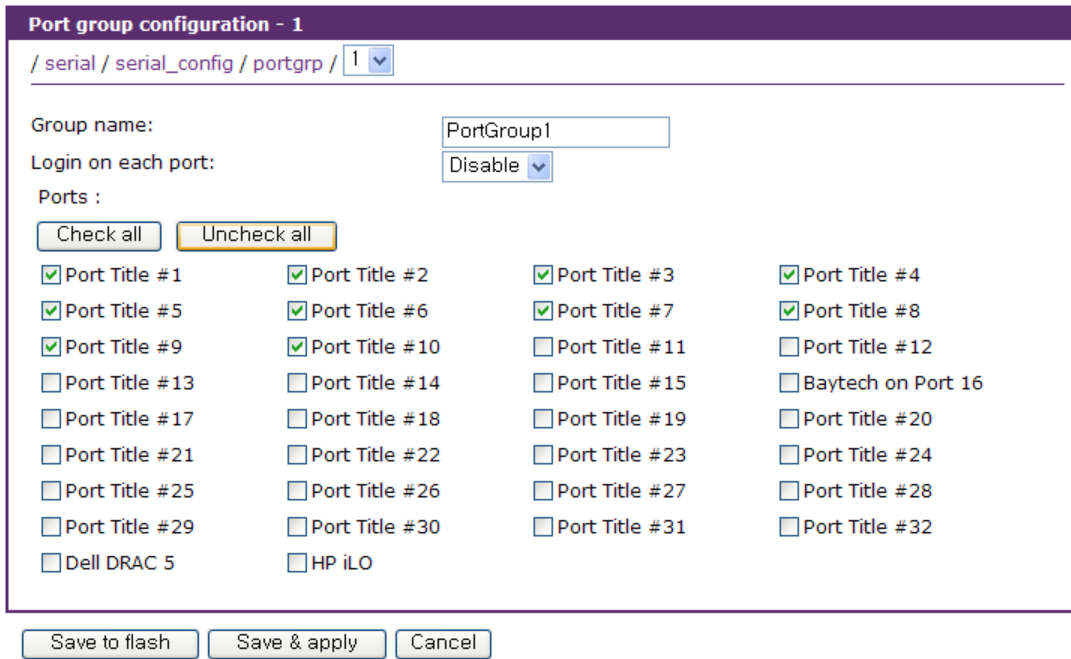 Port group configuration - 1
/ serial / serial_config / portgrp / 1
Group name: PortGroup1
Login on each port: Disable
Ports :
Check all Uncheck all
Port Title #1 Port Title #2 Port Title #3 Port Title #4
Port Title #5 Port Title #6 Port Title #7 Port Title #8
Port Title #9 Port Title #10 Port Title #11 Port Title #12
Port Title #13 Port Title #14 Port Title #15 Baytech on Port 16
Port Title #17 Port Title #18 Port Title #19 Port Title #20
Port Title #21 Port Title #22 Port Title #23 Port Title #24
Port Title #25 Port Title #26 Port Title #27 Port Title #28
Port Title #29 Port Title #30 Port Title #31 Port Title #32
Dell DRAC 5 HP iLO
Save to flash Save & apply Cancel